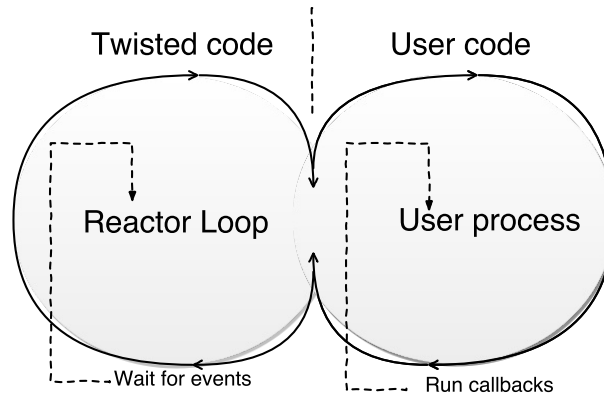 Twisted code
User code
Reactor Loop
User process
Wait for events
Run callbacks